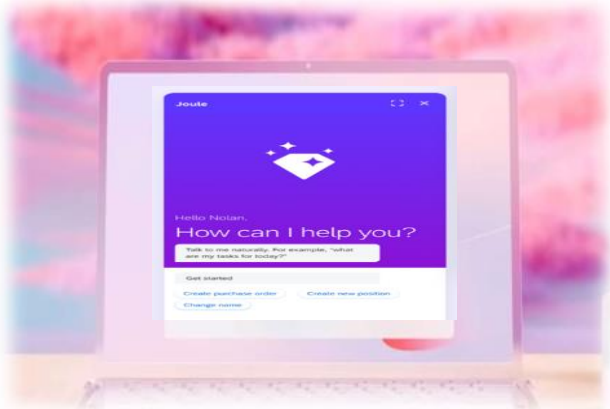 Joule
Hello Nolan,
How can I help you?
Talk to me naturally. For example, "what
are my tasks for today?"
Get started
Create purchase order Create new position
Change name